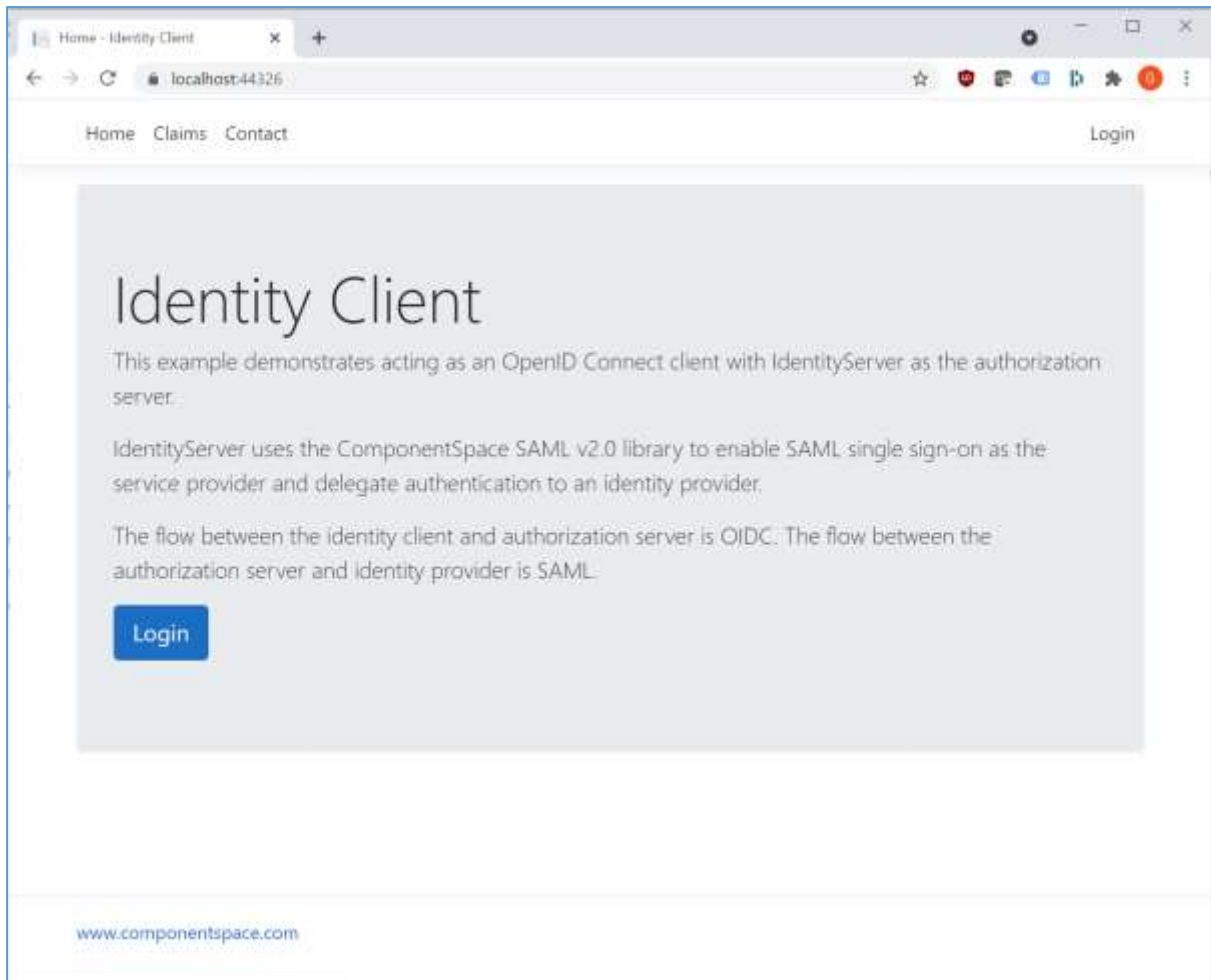 Home - Identity Client
localhost:44326
Home Claims Contact Login
Identity Client
This example demonstrates acting as an OpenID Connect client with IdentityServer as the authorization
server.
IdentityServer uses the ComponentSpace SAML v2.0 library to enable SAML single sign-on as the
service provider and delegate authentication to an identity provider.
The flow between the identity client and authorization server is OIDC. The flow between the
authorization server and identity provider is SAML.
Login
www.componentspace.com